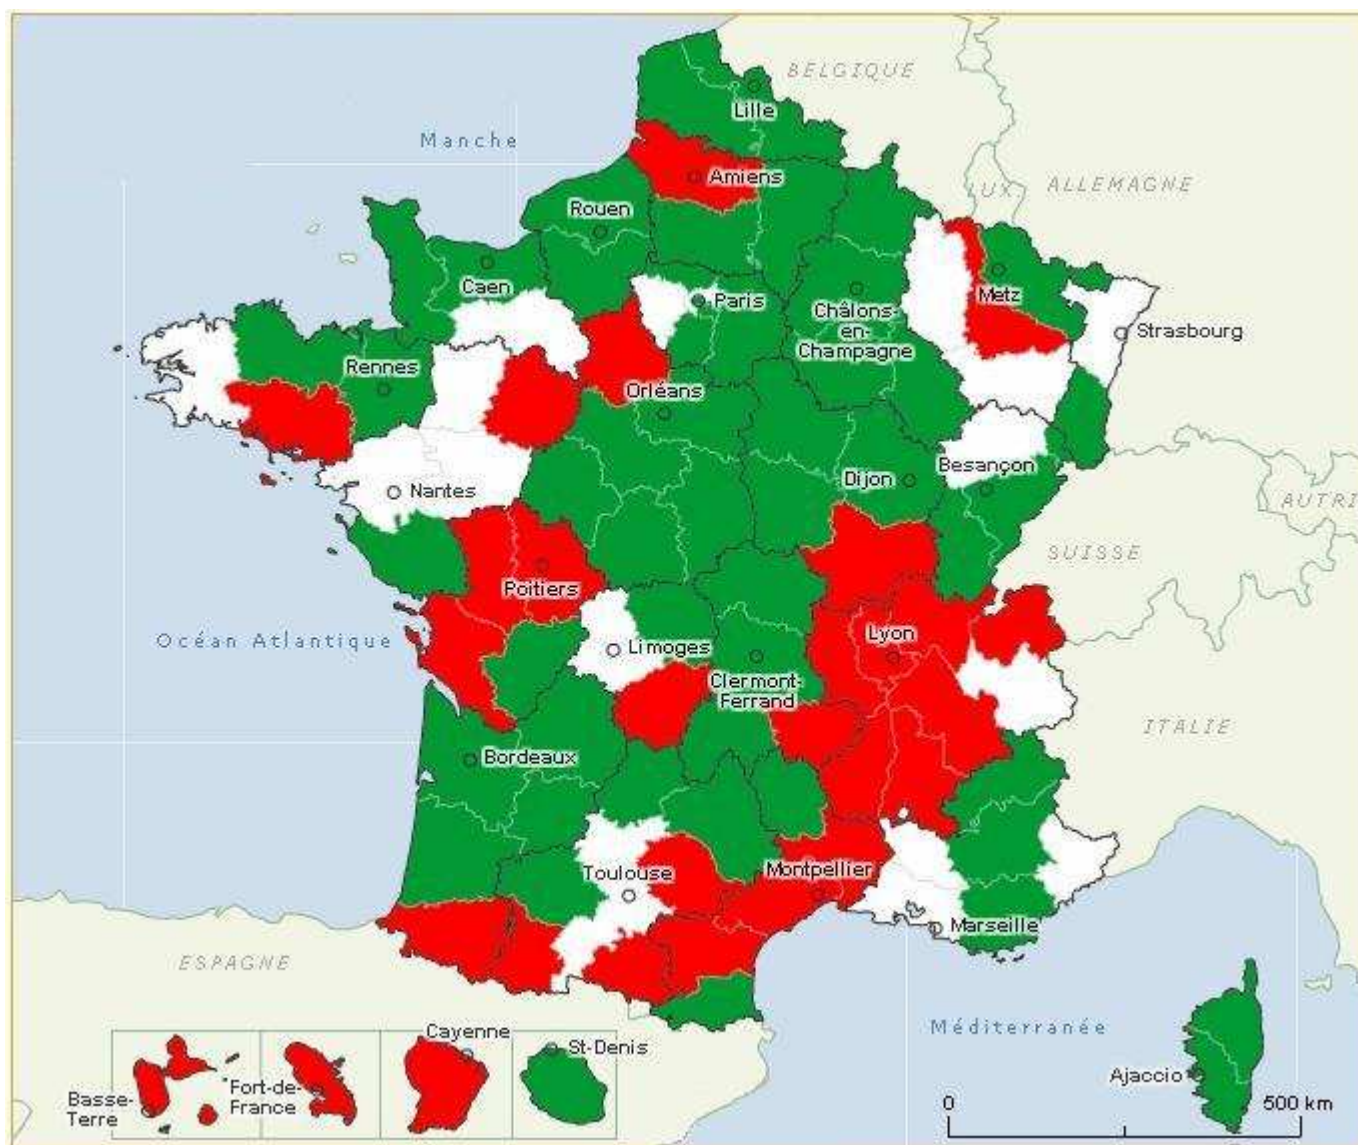 BELGIQUE
Lille
Manche
Amiens
LUX
ALLEMAGNE
Rouen
Caen
Paris
Metz
Châlons-
en-
Champagne
Strasbourg
Rennes
Orléans
Nantes
Dijon
Besançon
AUTRI
SUISSE
Poitiers
Océan Atlantique
Limoges
Lyon
Clermont-
Ferrand
ITALIE
Bordeaux
Toulouse
Montpellier
Marseille
ESPAGNE
Méditerranée
Cayenne
St-Denis
Basse-
Terre
Fort-de-
France
Ajaccio
0
500 km